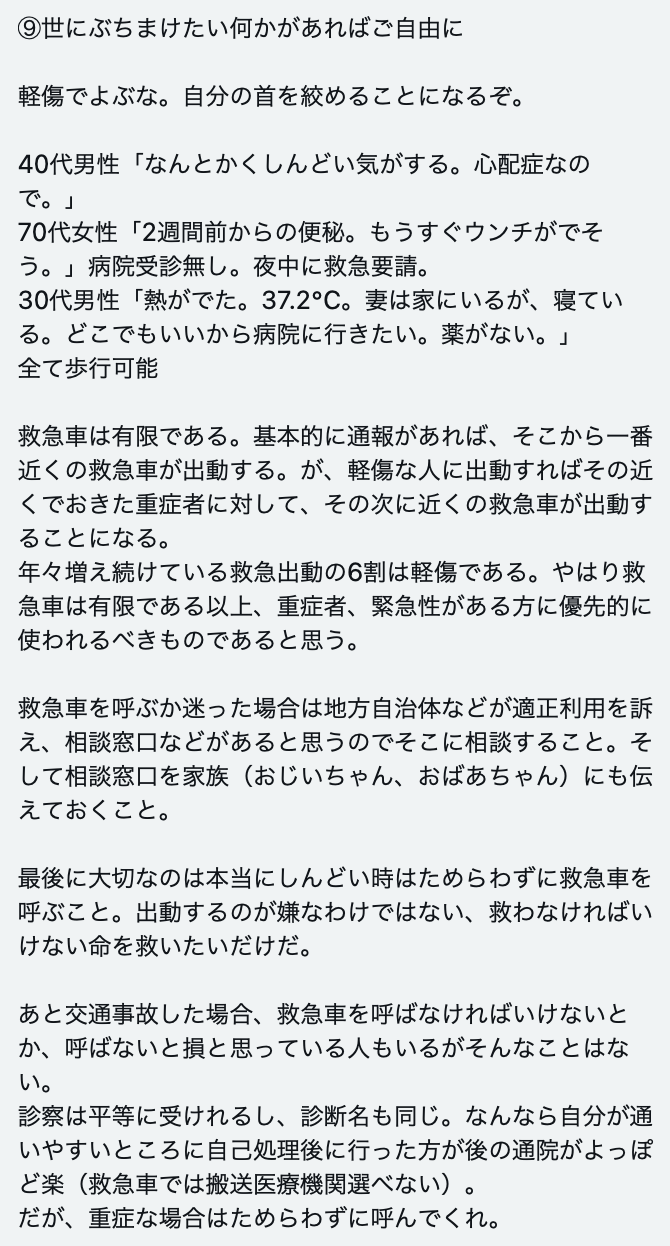 ⑨世にぶちまけたい何かがあればご自由に
軽傷でよぶな。自分の首を絞めることになるぞ。
40代男性「なんとかくしんどい気がする。心配症なの
で。」
70代女性「2週間前からの便秘。もうすぐウンチがでそ
う。」病院受診無し。夜中に救急要請。
30代男性「熱がでた。37.2℃。妻は家にいるが、寝てい
る。どこでもいいから病院に行きたい。薬がない。」
全て歩行可能
救急車は有限である。基本的に通報があれば、そこから一番
近くの救急車が出動する。が、軽傷な人に出動すればその近
くでおきた重症者に対して、その次に近くの救急車が出動す
ることになる。
年々増え続けている救急出動の6割は軽傷である。やはり救
急車は有限である以上、重症者、緊急性がある方に優先的に
使われるべきものであると思う。
救急車を呼ぶか迷った場合は地方自治体などが適正利用を訴
え、相談窓口などがあると思うのでそこに相談すること。そ
して相談窓口を家族（おじいちゃん、おばあちゃん）にも伝
えておくこと。
最後に大切なのは本当にしんどい時はためらわずに救急車を
呼ぶこと。出動するのが嫌なわけではない、救わなければい
けない命を救いたいだけだ。
あと交通事故した場合、救急車を呼ばなければいけないと
か、呼ばないと損と思っている人もいるがそんなことはな
い。
診察は平等に受けれるし、診断名も同じ。なんなら自分が通
いやすいところに自己処理後に行った方が後の通院がよっぽ
ど楽（救急車では搬送医療機関選べない）。
だが、重症な場合はためらわずに呼んでくれ。